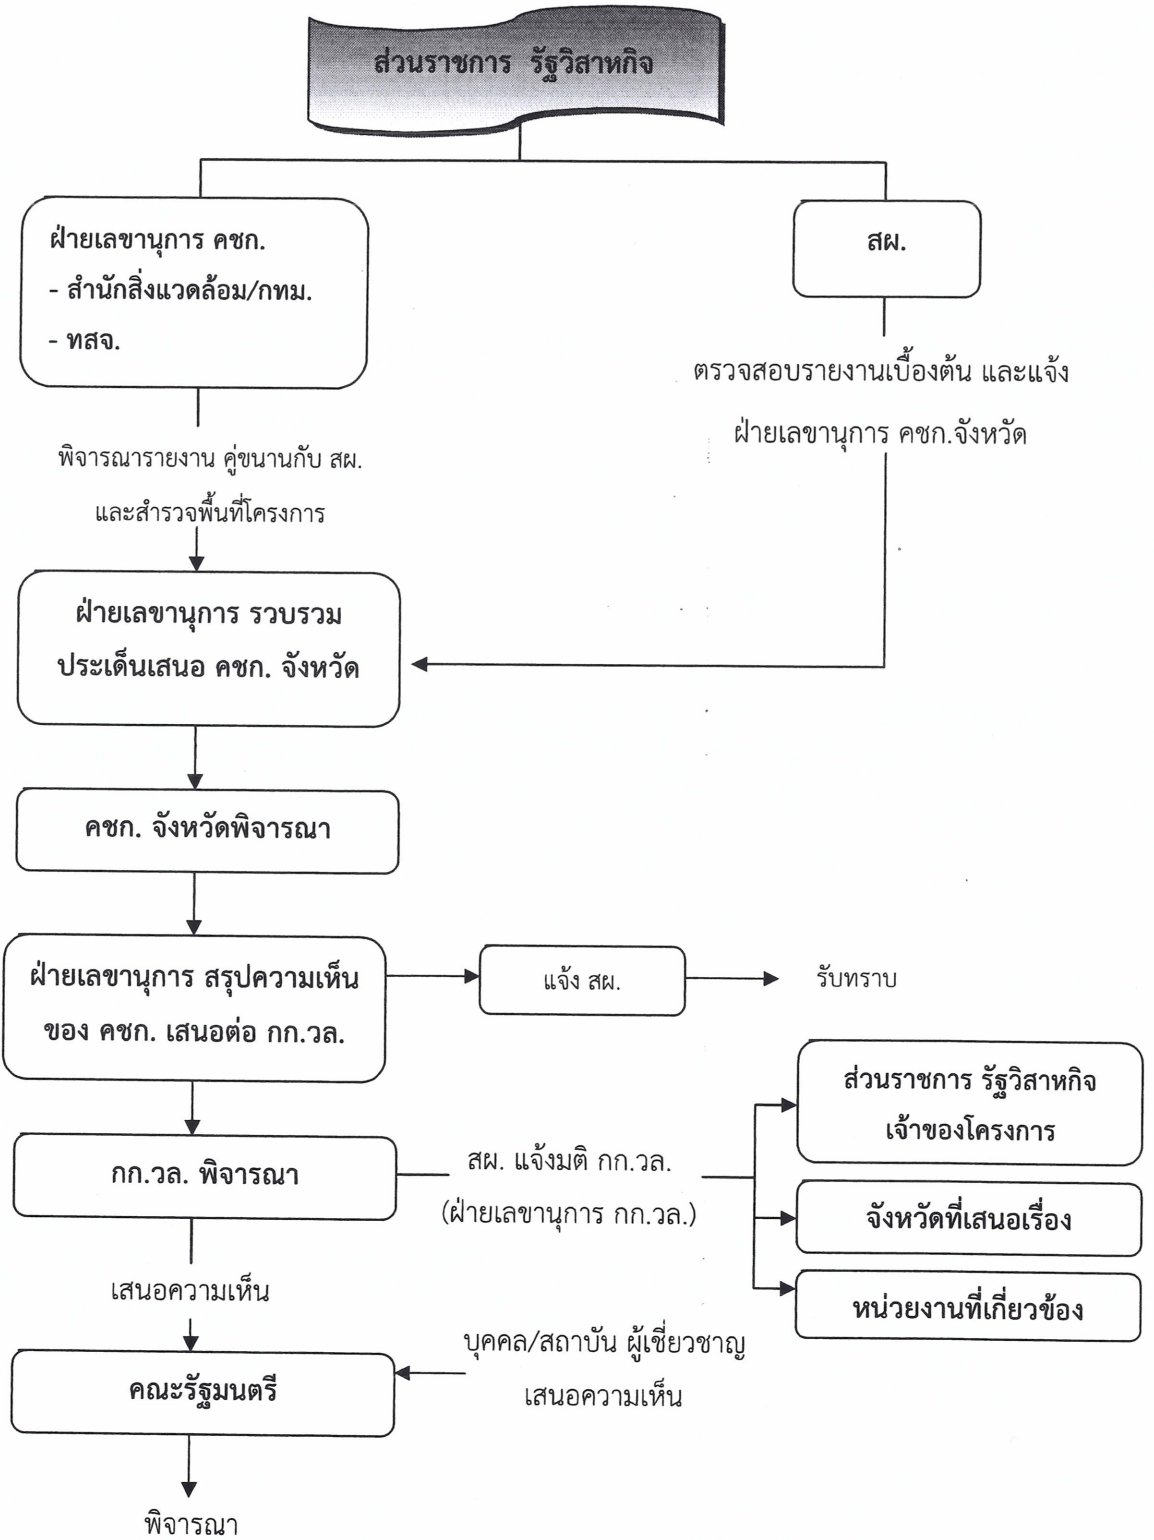 ส่วนราชการ รัฐวิสาหกิจ
ฝ่ายเลขานุการ คชก.
- สำนักสิ่งแวดล้อม/กทม.
- ทสจ.
สผ.
ตรวจสอบรายงานเบื้องต้น และแจ้ง
ฝ่ายเลขานุการ คชก.จังหวัด
พิจารณารายงาน คู่ขนานกับ สผ.
และสำรวจพื้นที่โครงการ
ฝ่ายเลขานุการ รวบรวม
ประเด็นเสนอ คชก. จังหวัด
คชก. จังหวัดพิจารณา
ฝ่ายเลขานุการ สรุปความเห็น
ของ คชก. เสนอต่อ กก.วล.
แจ้ง สผ.
รับทราบ
กก.วล. พิจารณา
สผ. แจ้งมติ กก.วล.
(ฝ่ายเลขานุการ กก.วล.)
ส่วนราชการ รัฐวิสาหกิจ
เจ้าของโครงการ
จังหวัดที่เสนอเรื่อง
หน่วยงานที่เกี่ยวข้อง
เสนอความเห็น
คณะรัฐมนตรี
บุคคล/สถาบัน ผู้เชี่ยวชาญ
เสนอความเห็น
พิจารณา